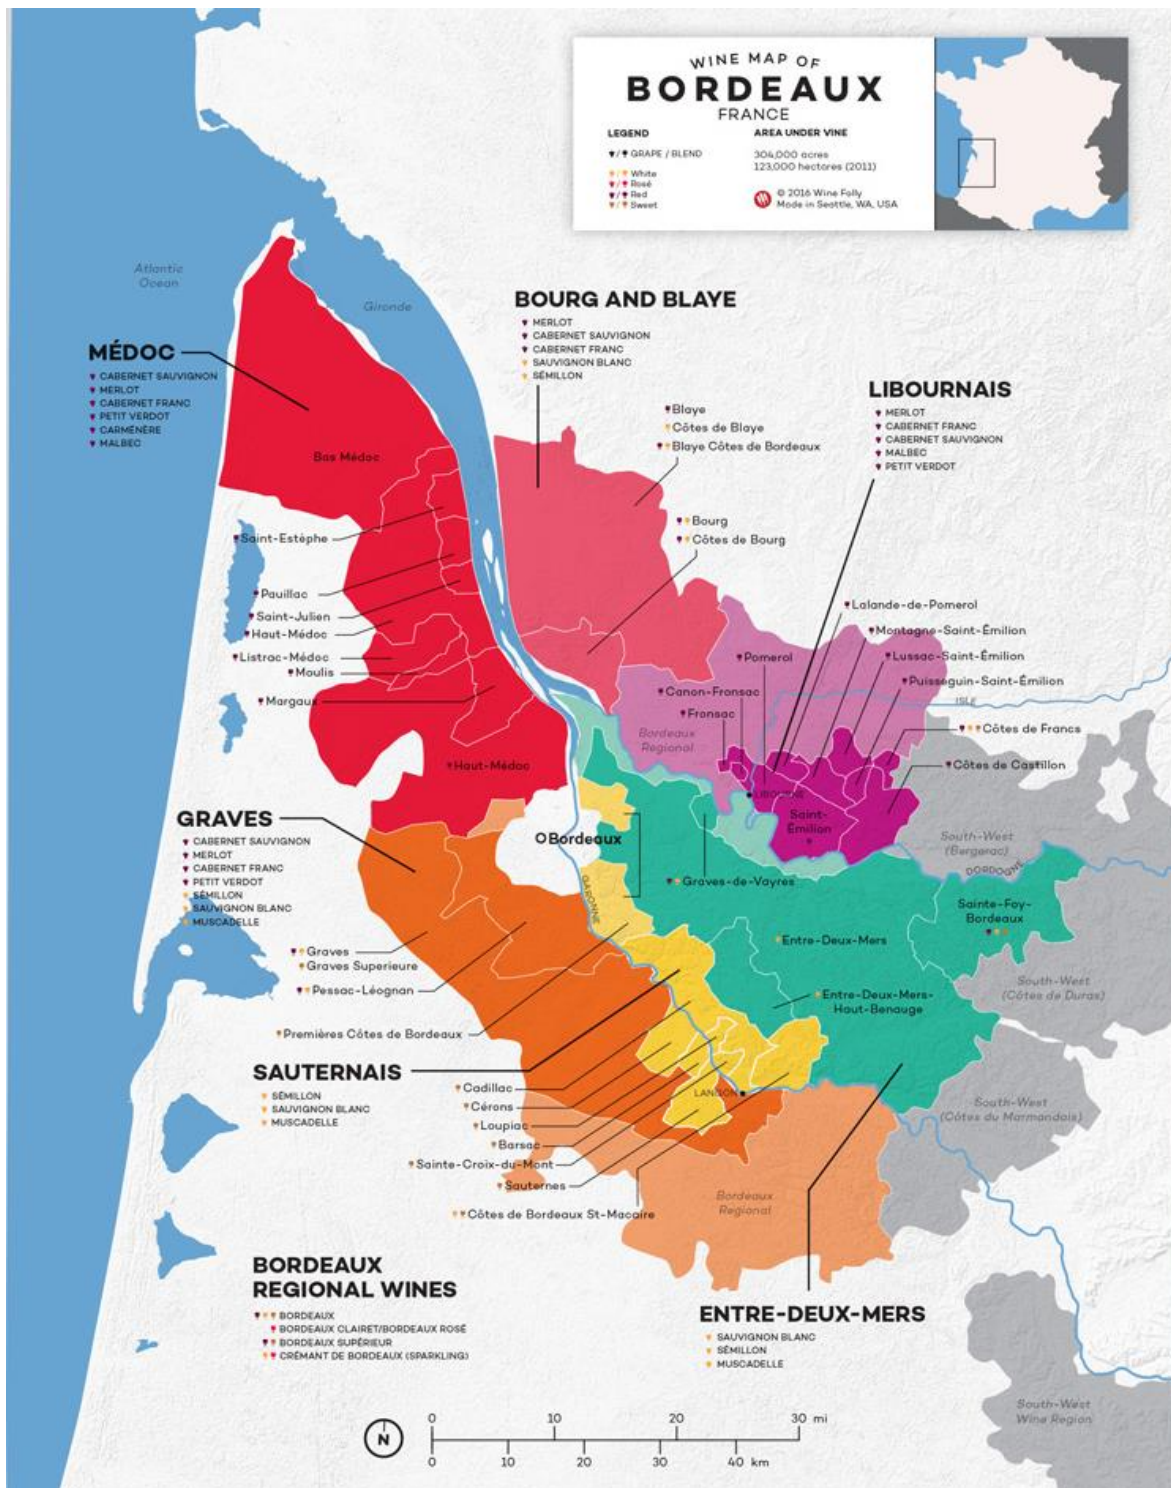 WINE MAP OF
BORDEAUX
FRANCE
LEGEND
/ GRAPE / BLEND
/ White
/ Rosé
/ Red
/ Sweet
AREA UNDER VINE
304,000 acres
123,000 hectares (2011)
© 2016 Wine Folly
Made in Seattle, WA, USA
Atlantic
Ocean
Gironde
MÉDOC
CABERNET SAUVIGNON
MERLOT
CABERNET FRANC
PETIT VERDOT
CARMÉNÈRE
MALBEC
BOURG AND BLAYE
MERLOT
CABERNET SAUVIGNON
CABERNET FRANC
SAUVIGNON BLANC
SÉMILLON
LIBOURNAIS
MERLOT
CABERNET FRANC
CABERNET SAUVIGNON
MALBEC
PETIT VERDOT
Blaye
Côtes de Blaye
Blaye Côtes de Bordeaux
Bas Médoc
Bourg
Côtes de Bourg
Saint-Estèphe
Pauillac
Saint-Julien
Haut-Médoc
Listrac-Médoc
Moulis
Margaux
Haut-Médoc
Lalande-de-Pomerol
Montagne-Saint-Émilion
Pomerol
Lussac-Saint-Émilion
Puisseguin-Saint-Émilion
Canon-Fronsac
Fronsac
ISLE
Côtes de Francs
Bordeaux
Regional
Côtes de Castillon
LIBOURNE
Saint-
Émilion
South-West
(Bergerac)
DORDOGNE
GRAVES
CABERNET SAUVIGNON
MERLOT
CABERNET FRANC
PETIT VERDOT
SÉMILLON
SAUVIGNON BLANC
MUSCADELLE
Bordeaux
GARONNE
Graves-de-Vayres
Sainte-Foy-
Bordeaux
Entre-Deux-Mers
Graves
Graves Superieure
Pessac-Léognan
Entre-Deux-Mers-
Haut-Benauge
South-West
(Côtes de Duras)
Premières Côtes de Bordeaux
SAUTERNAIS
SÉMILLON
SAUVIGNON BLANC
MUSCADELLE
Cadillac
Cérons
Loupiac
Barsac
Sainte-Croix-du-Mont
Sauternes
Côtes de Bordeaux St-Macaire
LANGON
South-West
(Côtes du Marmandais)
Bordeaux
Regional
BORDEAUX
REGIONAL WINES
BORDEAUX
BORDEAUX CLAIRET/BORDEAUX ROSÉ
BORDEAUX SUPÉRIEUR
CRÉMANT DE BORDEAUX (SPARKLING)
ENTRE-DEUX-MERS
SAUVIGNON BLANC
SÉMILLON
MUSCADELLE
South-West
Wine Region
N
0 10 20 30 mi
0 10 20 30 40 km